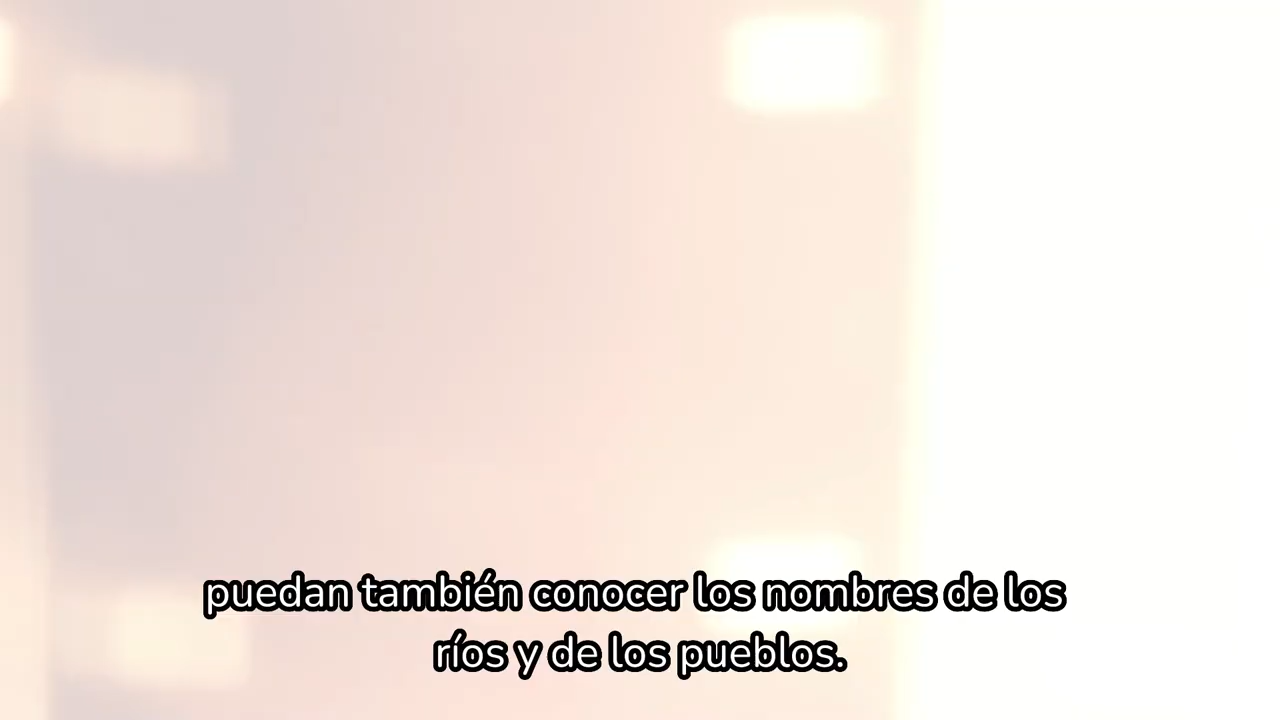 puedan también conocer los nombres de los
ríos y de los pueblos.